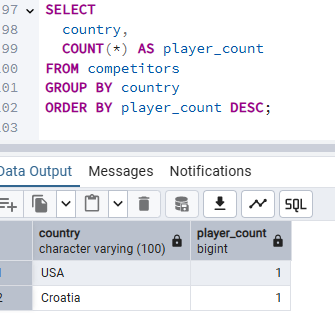 97 SELECT
98 country,
99 COUNT(*) AS player_count
00 FROM competitors
01 GROUP BY country
02 ORDER BY player_count DESC;
03
Data Output Messages Notifications
SQL
country player_count
character varying (100) bigint
1 USA 1
2 Croatia 1